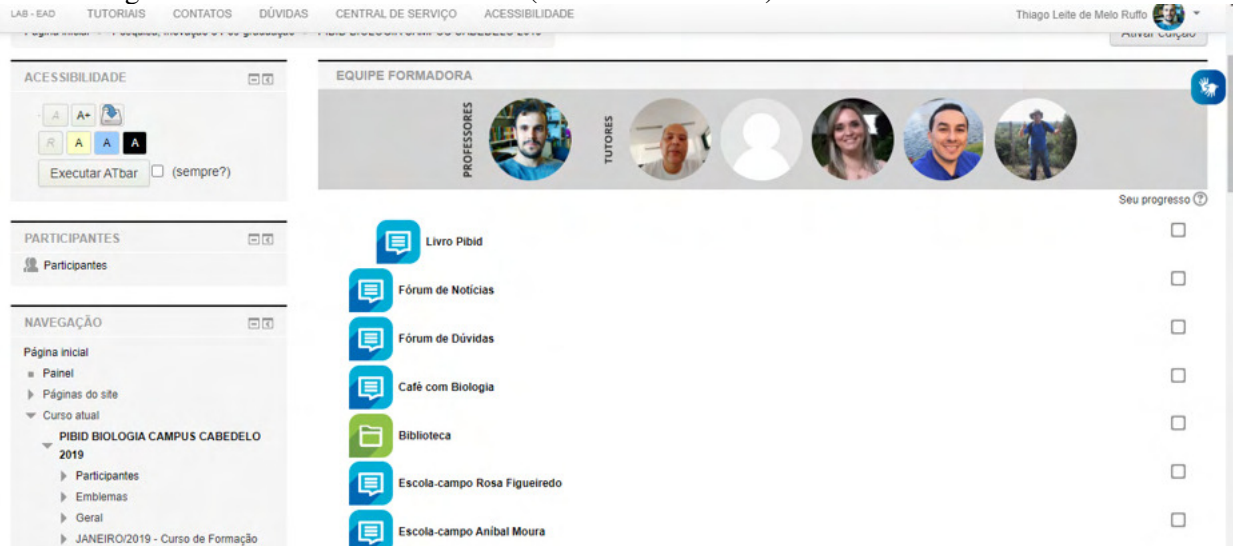 LAB - EAD TUTORIAIS CONTATOS DÚVIDAS CENTRAL DE SERVIÇO ACESSIBILIDADE Thiago Leite de Melo Ruffo
Ativar edição
ACESSIBILIDADE
A A+
R A A A
Executar ATbar (sempre?)
PARTICIPANTES
Participantes
NAVEGAÇÃO
Página inicial
Painel
Páginas do site
Curso atual
PIBID BIOLOGIA CAMPUS CABEDELO
2019
Participantes
Emblemas
Geral
JANEIRO/2019 - Curso de Formação
EQUIPE FORMADORA
PROFESSORES
TUTORES
Seu progresso
Livro Pibid
Fórum de Notícias
Fórum de Dúvidas
Café com Biologia
Biblioteca
Escola-campo Rosa Figueiredo
Escola-campo Aníbal Moura